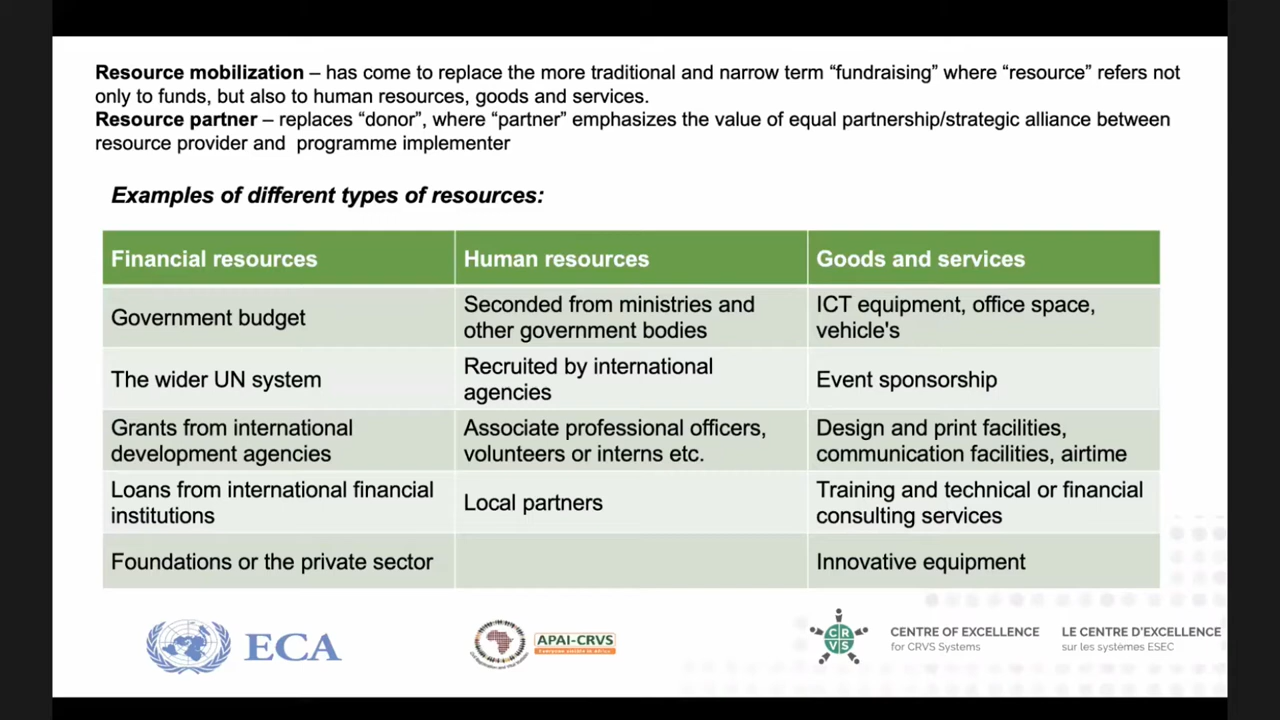 Resource mobilization – has come to replace the more traditional and narrow term “fundraising” where “resource” refers not
only to funds, but also to human resources, goods and services.
Resource partner – replaces “donor”, where “partner” emphasizes the value of equal partnership/strategic alliance between
resource provider and  programme implementer
Examples of different types of resources:
Financial resources
Human resources
Goods and services
Government budget
Seconded from ministries and
other government bodies
ICT equipment, office space,
vehicle's
The wider UN system
Recruited by international
agencies
Event sponsorship
Grants from international
development agencies
Associate professional officers,
volunteers or interns etc.
Design and print facilities,
communication facilities, airtime
Loans from international financial
institutions
Local partners
Training and technical or financial
consulting services
Foundations or the private sector
Innovative equipment
ECA
APAI-CRVS
Everyone visible in Africa
CRVS
CENTRE OF EXCELLENCE
for CRVS Systems
LE CENTRE D’EXCELLENCE
sur les systèmes ESEC